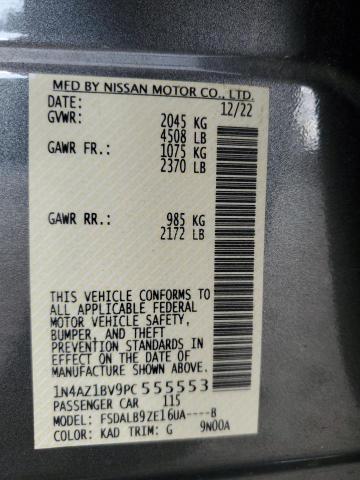 MFD BY NISSAN MOTOR CO., LTD.
DATE: 12/22
GVWR: 2045 KG
4508 LB
GAWR FR.: 1075 KG
2370 LB
GAWR RR.: 985 KG
2172 LB
THIS VEHICLE CONFORMS TO
ALL APPLICABLE FEDERAL
MOTOR VEHICLE SAFETY,
BUMPER, AND THEFT
PREVENTION STANDARDS IN
EFFECT ON THE DATE OF
MANUFACTURE SHOWN ABOVE.
1N4AZ1BV9PC555553
PASSENGER CAR 115
MODEL: FSDALB9ZE16UA----B
COLOR: KAD TRIM: G 9N00A